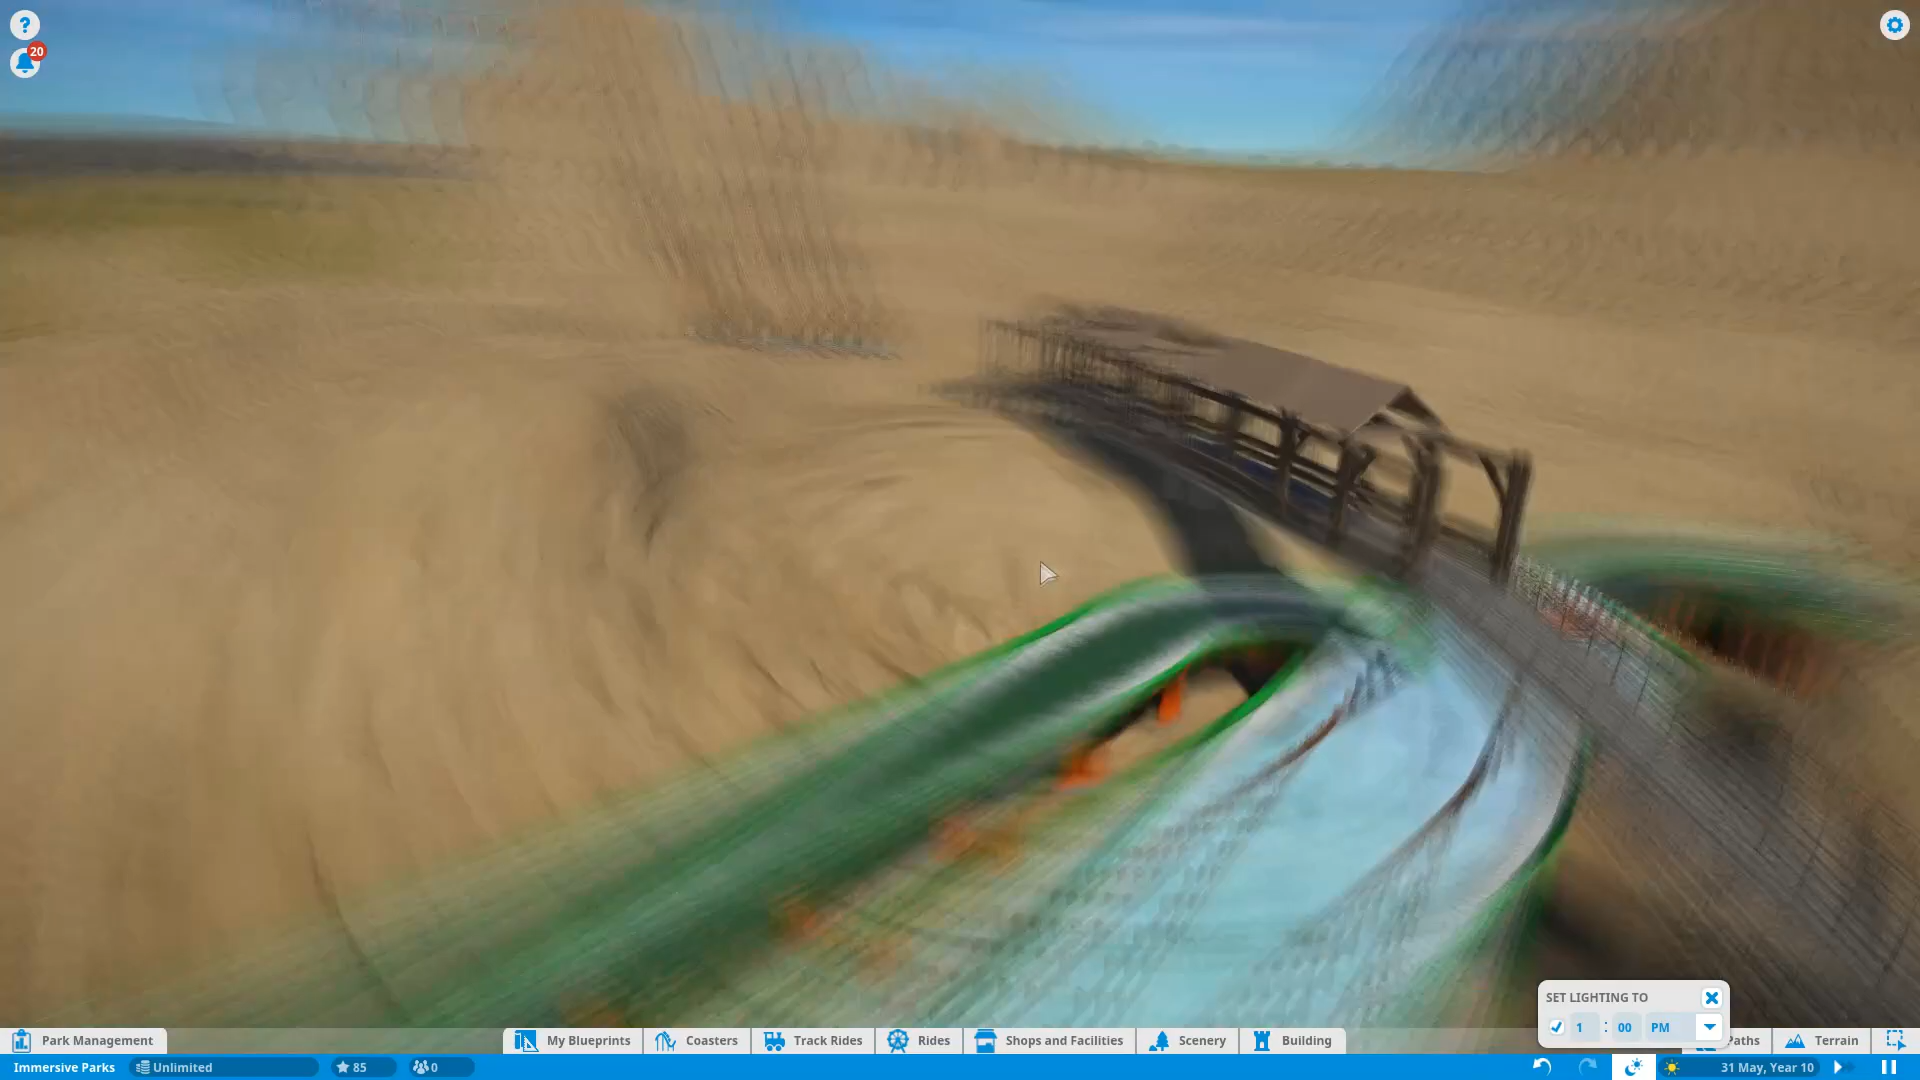 ?
20
SET LIGHTING TO
1 : 00 PM
Park Management
My Blueprints
Coasters
Track Rides
Rides
Shops and Facilities
Scenery
Building
Terrain
Immersive Parks
Unlimited
85
0
31 May, Year 10